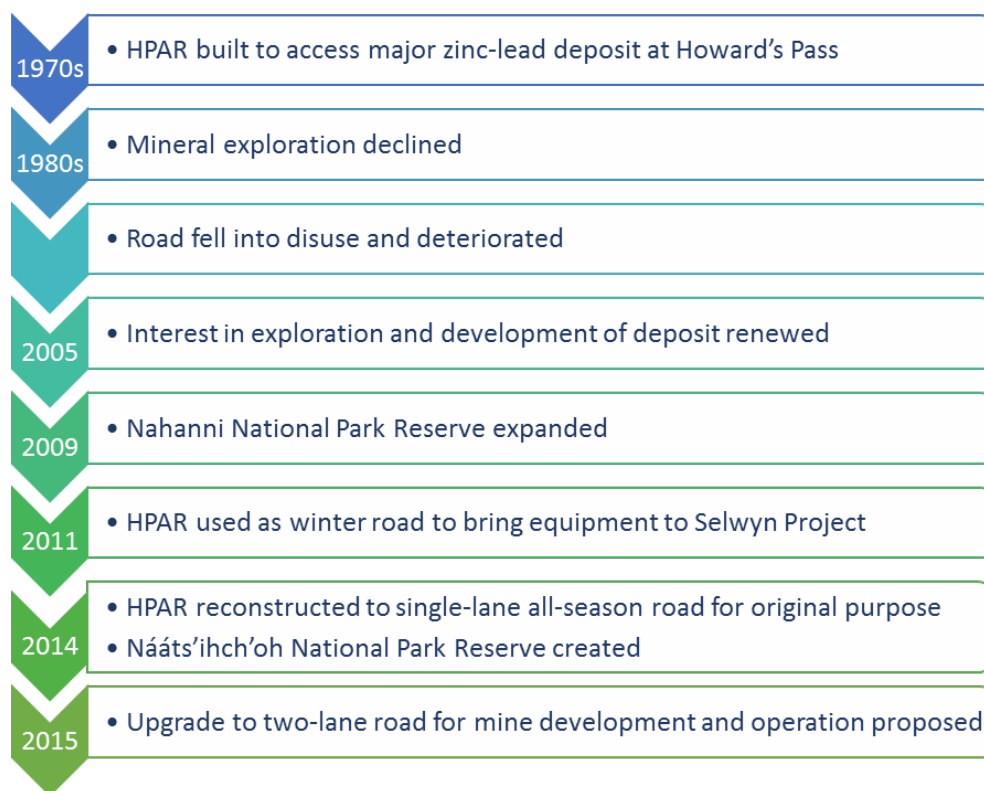 1970s
• HPAR built to access major zinc-lead deposit at Howard’s Pass
1980s
• Mineral exploration declined
• Road fell into disuse and deteriorated
2005
• Interest in exploration and development of deposit renewed
2009
• Nahanni National Park Reserve expanded
2011
• HPAR used as winter road to bring equipment to Selwyn Project
2014
• HPAR reconstructed to single-lane all-season road for original purpose
• Nááts’ihch’oh National Park Reserve created
2015
• Upgrade to two-lane road for mine development and operation proposed